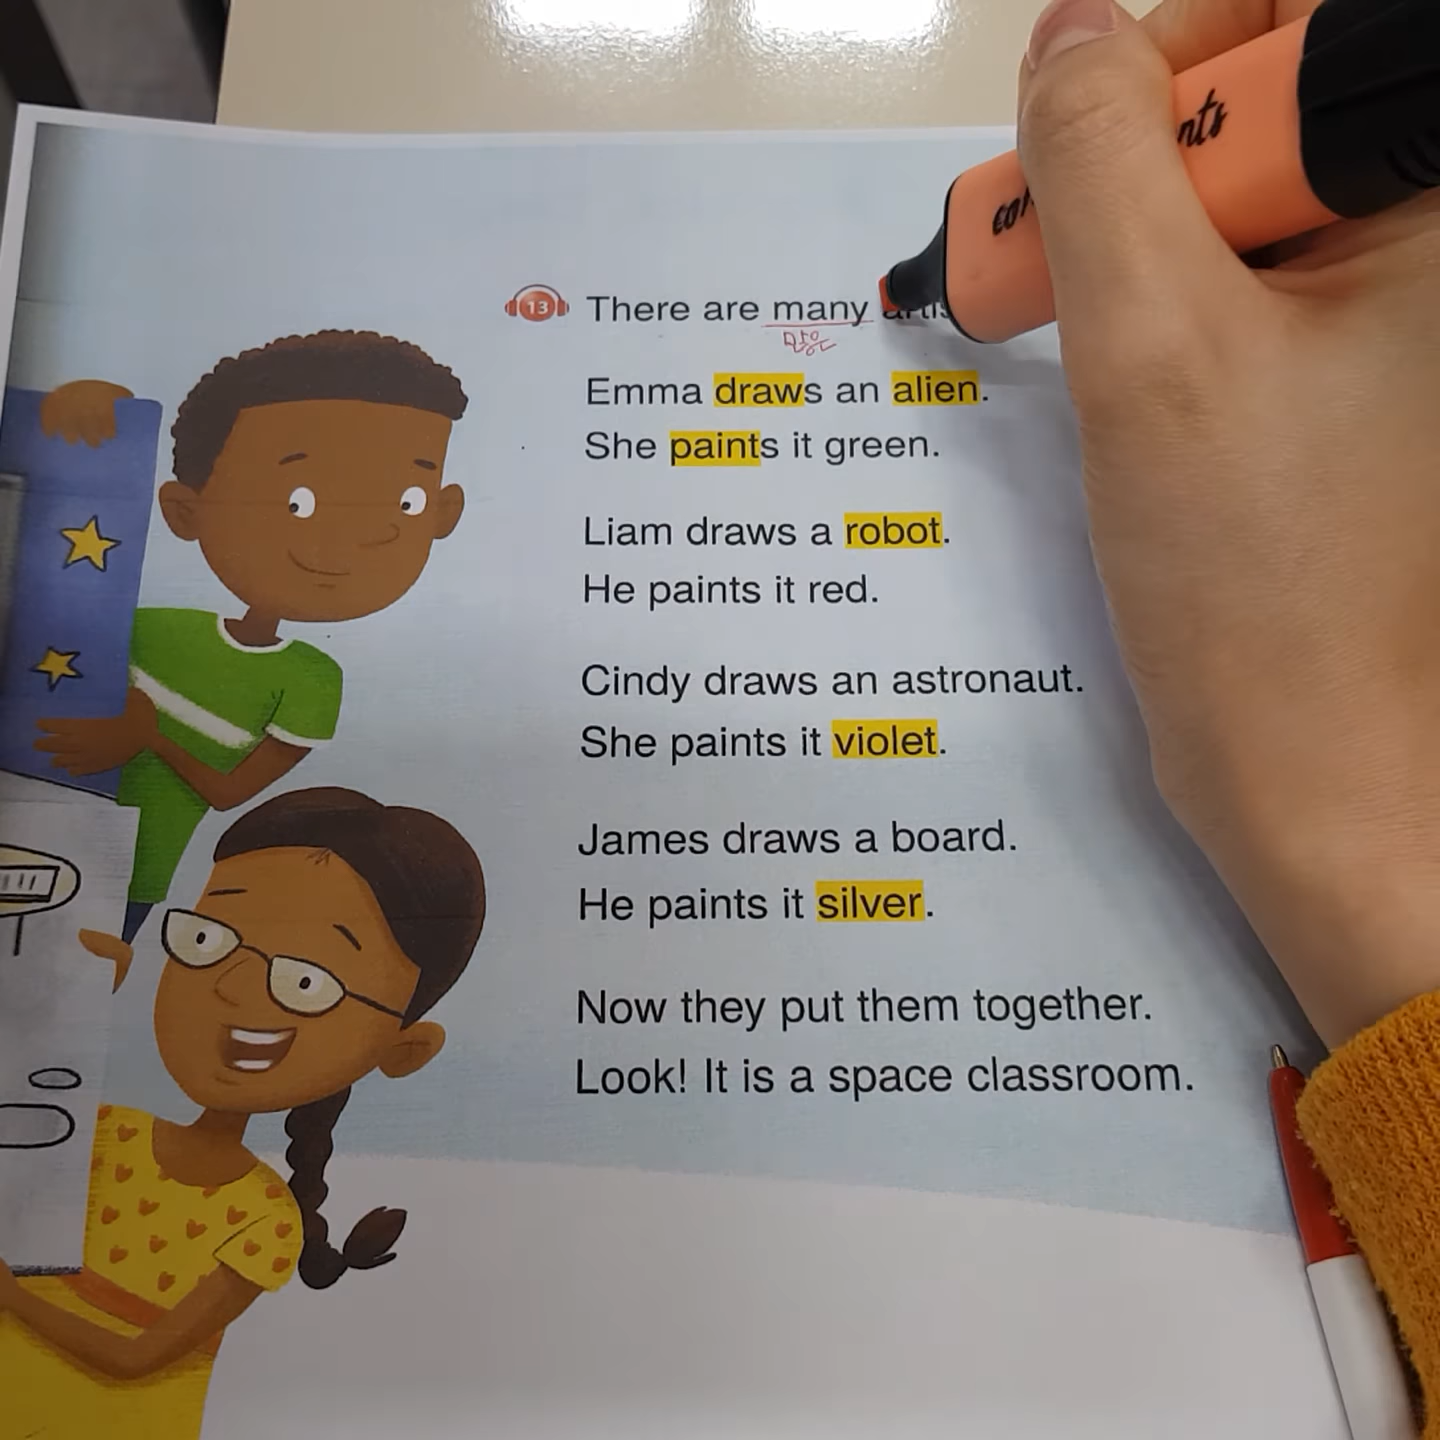 13 There are many
많은
Emma draws an alien.
She paints it green.
Liam draws a robot.
He paints it red.
Cindy draws an astronaut.
She paints it violet.
James draws a board.
He paints it silver.
Now they put them together.
Look! It is a space classroom.